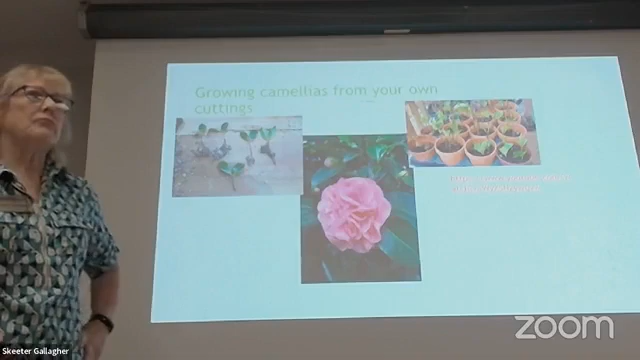 Growing camellias from your own
cuttings
Skeeter Gallagher
zoom